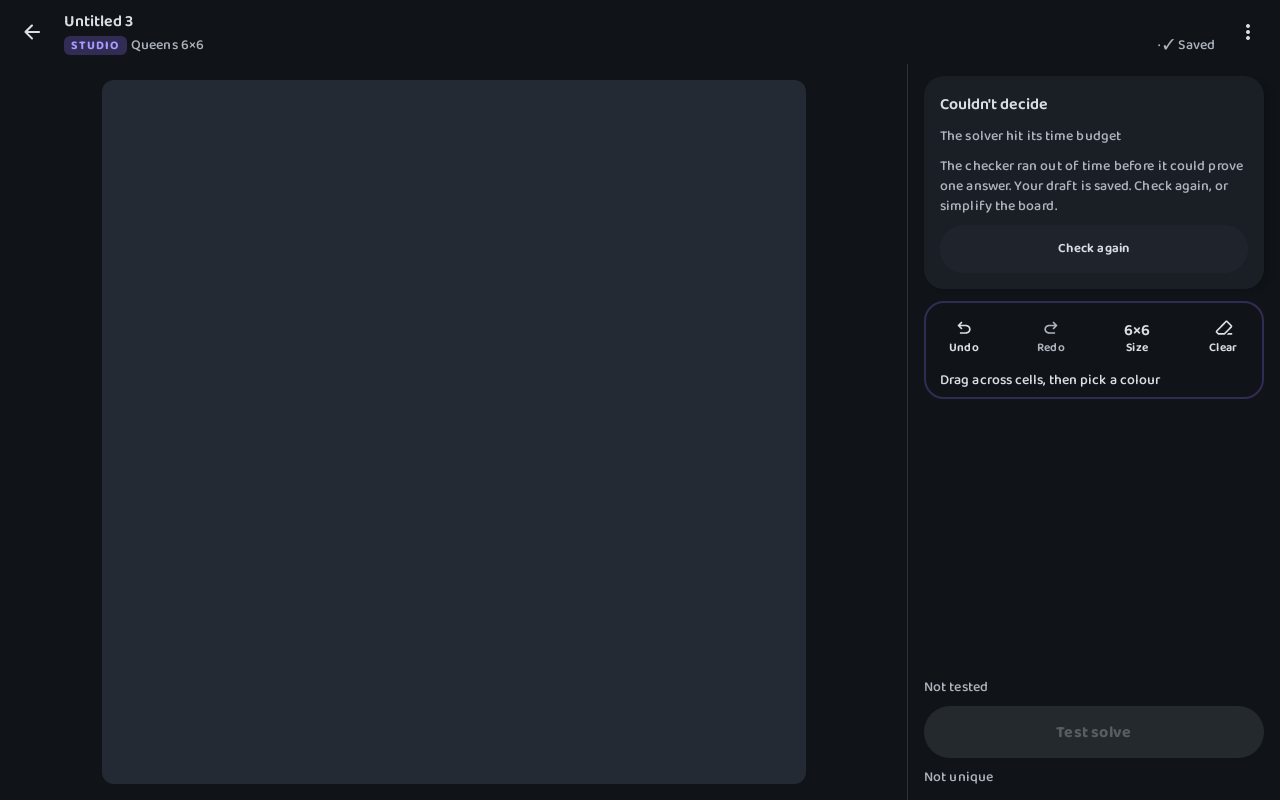 Untitled 3
STUDIO Queens 6×6
· ✓ Saved
Couldn't decide
The solver hit its time budget
The checker ran out of time before it could prove
one answer. Your draft is saved. Check again, or
simplify the board.
Check again
Undo
Redo
6×6
Size
Clear
Drag across cells, then pick a colour
Not tested
Test solve
Not unique